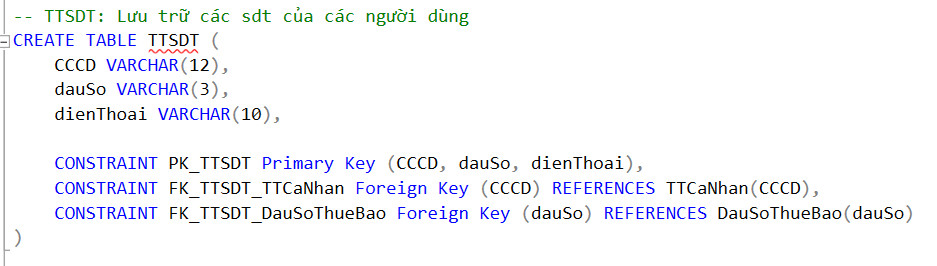 -- TTSDT: Lưu trữ các sdt của các người dùng
CREATE TABLE TTSDT (
CCCD VARCHAR(12),
dauSo VARCHAR(3),
dienThoai VARCHAR(10),
CONSTRAINT PK_TTSDT Primary Key (CCCD, dauSo, dienThoai),
CONSTRAINT FK_TTSDT_TTCaNhan Foreign Key (CCCD) REFERENCES TTCaNhan(CCCD),
CONSTRAINT FK_TTSDT_DauSoThueBao Foreign Key (dauSo) REFERENCES DauSoThueBao(dauSo)
)